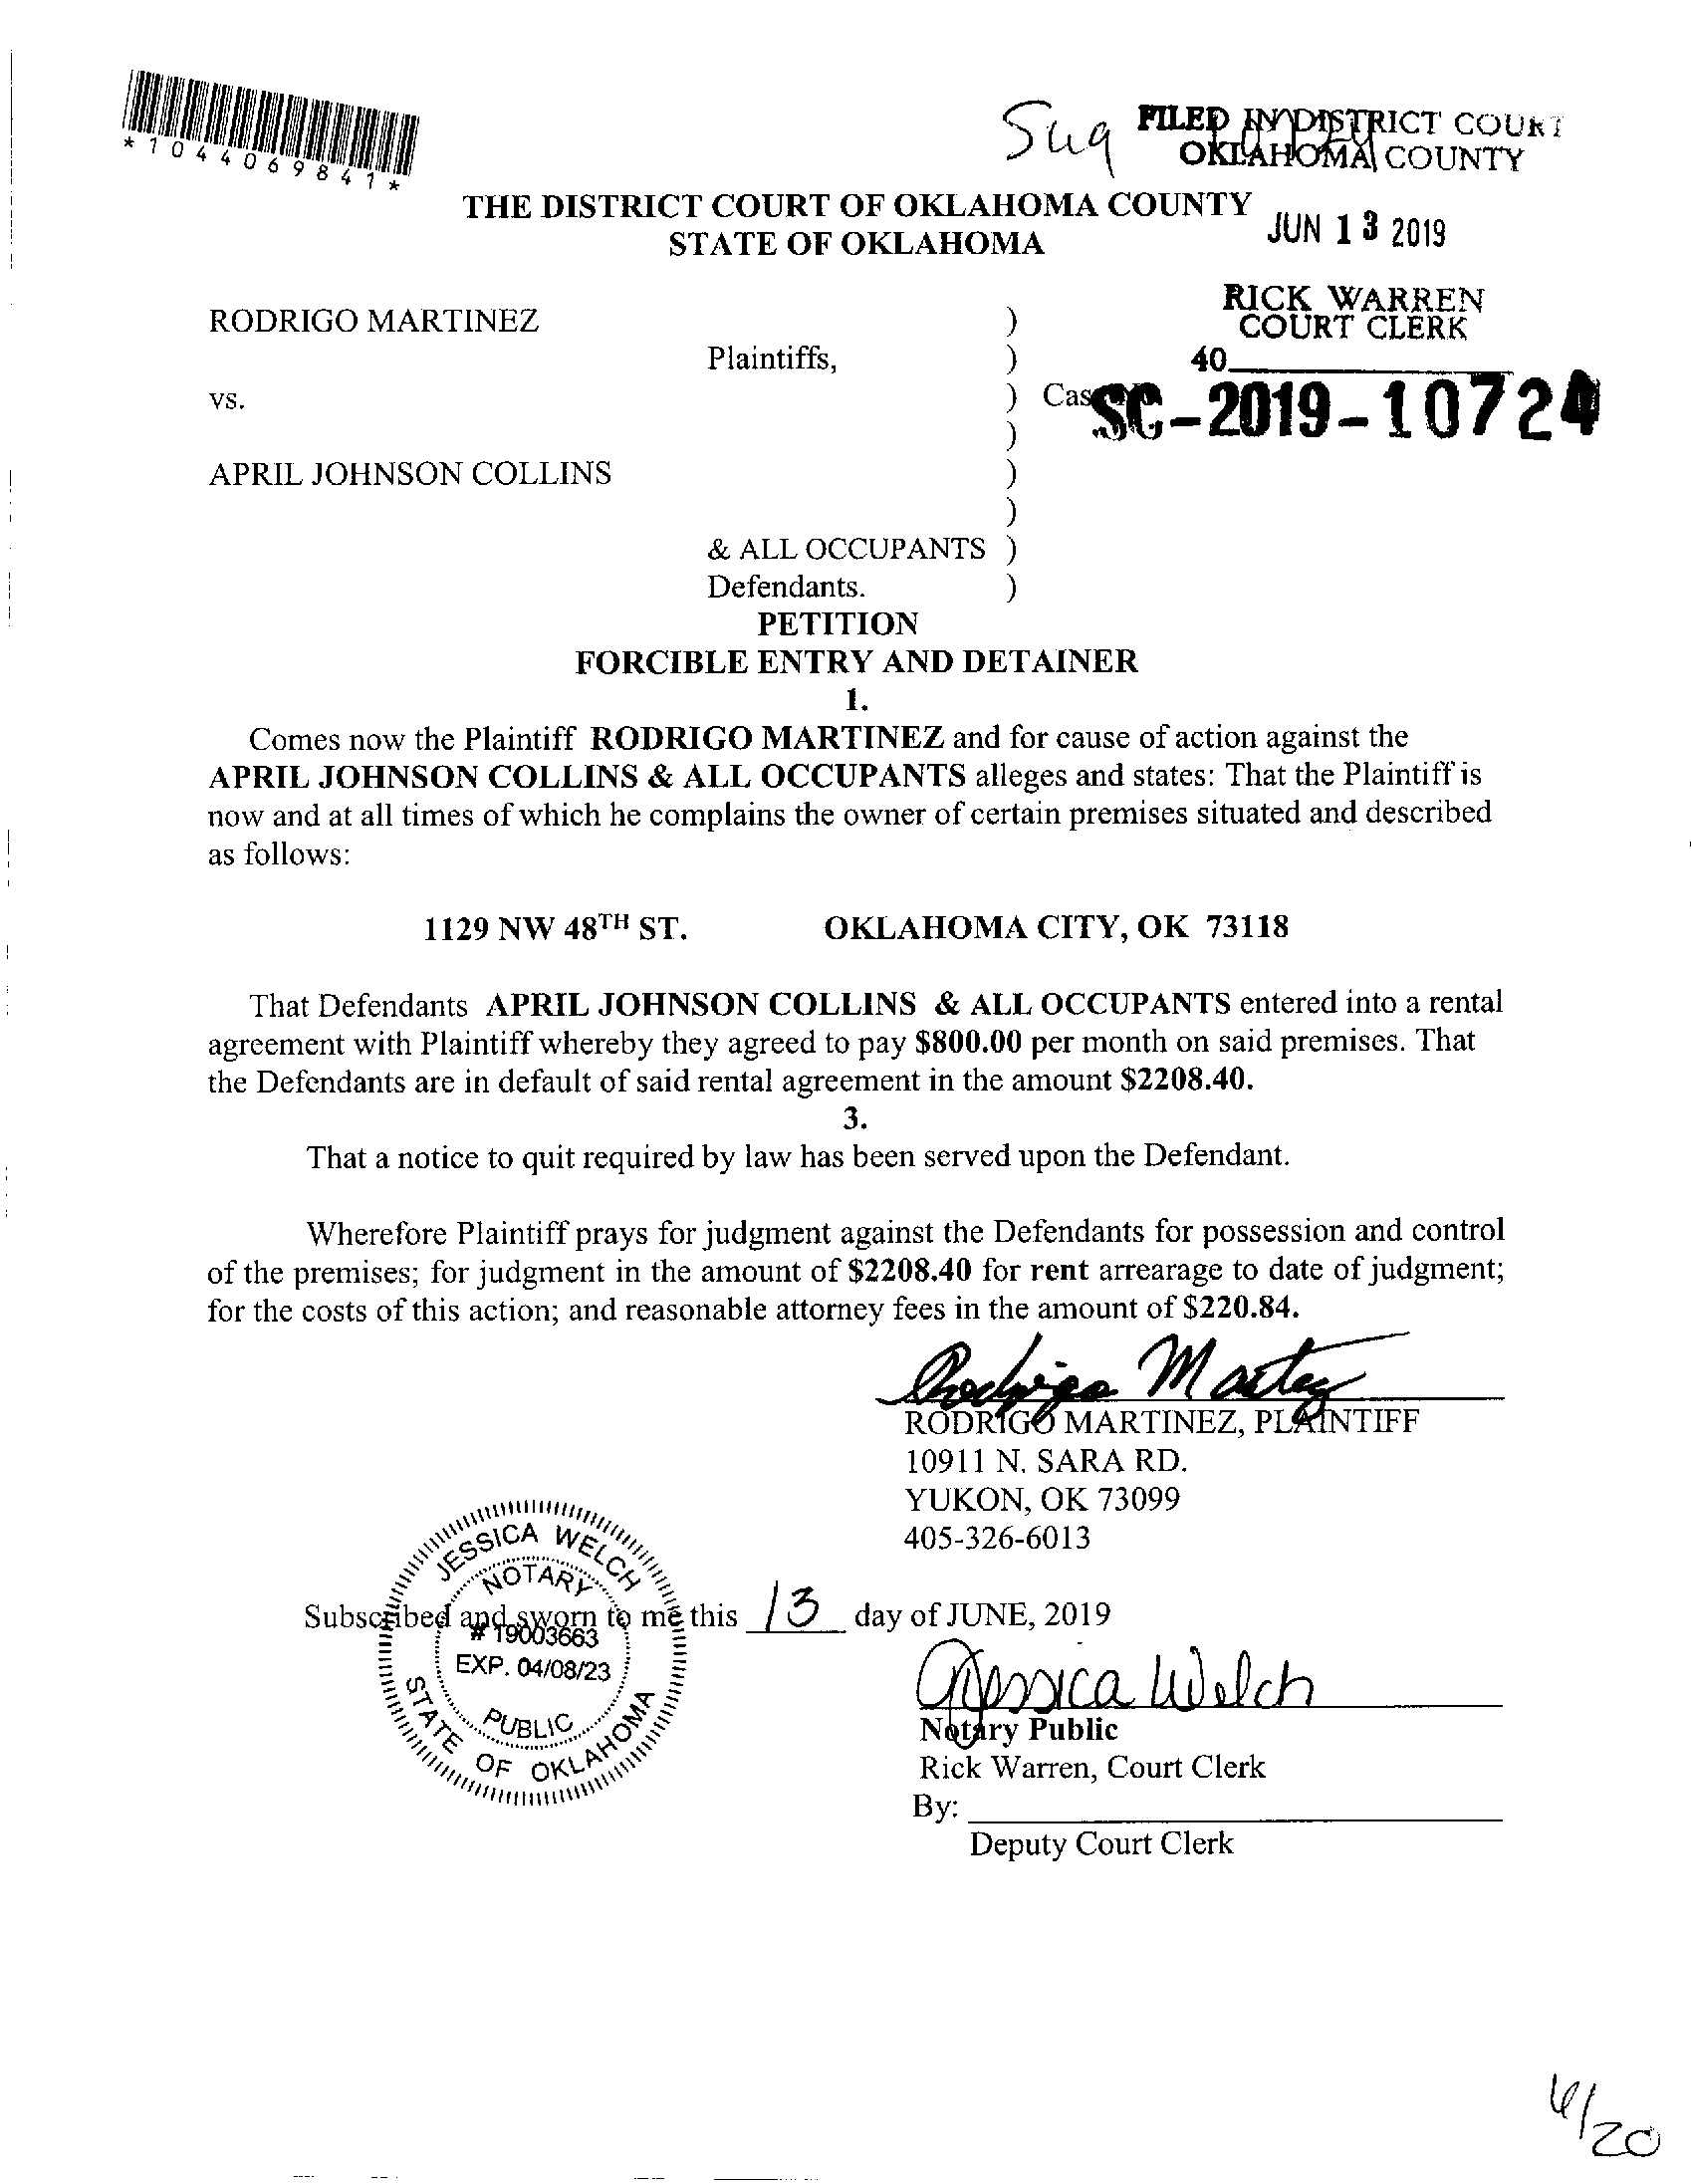 *1044069841*
FILED IN DISTRICT COURT
OKLAHOMA COUNTY
THE DISTRICT COURT OF OKLAHOMA COUNTY
STATE OF OKLAHOMA
JUN 13 2019
RICK WARREN
COURT CLERK
40
RODRIGO MARTINEZ )
Plaintiffs, )
vs. ) Cas SC-2019-10724
)
APRIL JOHNSON COLLINS )
)
& ALL OCCUPANTS )
Defendants. )
PETITION
FORCIBLE ENTRY AND DETAINER
1.
Comes now the Plaintiff RODRIGO MARTINEZ and for cause of action against the
APRIL JOHNSON COLLINS & ALL OCCUPANTS alleges and states: That the Plaintiff is
now and at all times of which he complains the owner of certain premises situated and described
as follows:
1129 NW 48TH ST. OKLAHOMA CITY, OK 73118
That Defendants APRIL JOHNSON COLLINS & ALL OCCUPANTS entered into a rental
agreement with Plaintiff whereby they agreed to pay $800.00 per month on said premises. That
the Defendants are in default of said rental agreement in the amount $2208.40.
3.
That a notice to quit required by law has been served upon the Defendant.
Wherefore Plaintiff prays for judgment against the Defendants for possession and control
of the premises; for judgment in the amount of $2208.40 for rent arrearage to date of judgment;
for the costs of this action; and reasonable attorney fees in the amount of $220.84.
Rodrigo Martinez
RODRIGO MARTINEZ, PLAINTIFF
10911 N. SARA RD.
YUKON, OK 73099
405-326-6013
JESSICA WELCH
NOTARY
Subscribed and sworn to me this 13 day of JUNE, 2019
# 19003663
EXP. 04/08/23
PUBLIC
STATE OF OKLAHOMA
Jessica Welch
Notary Public
Rick Warren, Court Clerk
By:
Deputy Court Clerk
6/20